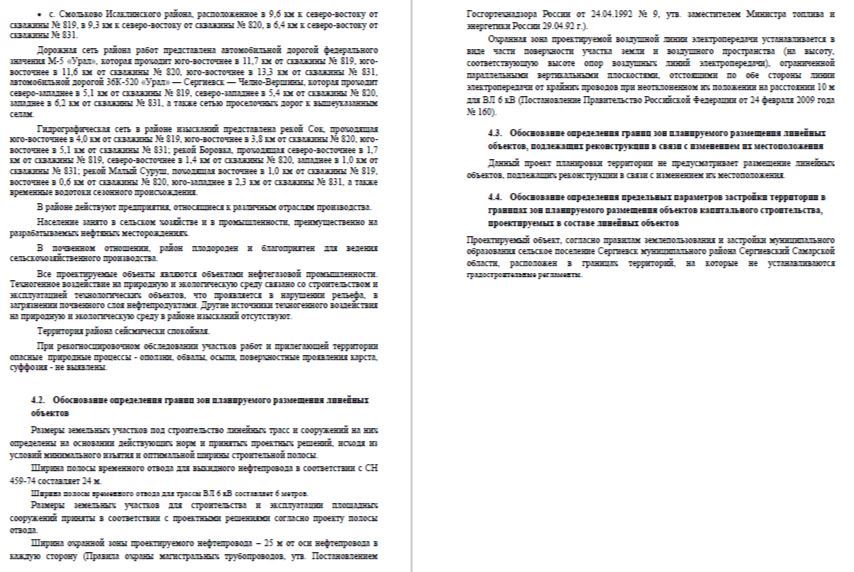 • с. Смольково Исаклинского района, расположенное в 9,6 км к северо-востоку от
скважины № 819, в 9,3 км к северо-востоку от скважины № 820, в 6,4 км к северо-востоку от
скважины № 831.
Дорожная сеть района работ представлена автомобильной дорогой федерального
значения М-5 «Урал», которая проходит юго-восточнее в 11,7 км от скважины № 819, юго-
восточнее в 11,6 км от скважины № 820, юго-восточнее в 13,3 км от скважины № 831,
автомобильной дорогой 36К-520 «Урал» — Сергиевск — Челно-Вершины, которая проходит
северо-западнее в 5,1 км от скважины № 819, северо-западнее в 5,4 км от скважины № 820,
западнее в 6,2 км от скважины № 831, а также сетью проселочных дорог к вышеуказанным
селам.
Гидрографическая сеть в районе изысканий представлена рекой Сок, проходящая
юго-восточнее в 4,0 км от скважины № 819, юго-восточнее в 3,8 км от скважины № 820, юго-
восточнее в 5,1 км от скважины № 831; рекой Боровка, проходящая северо-восточнее в 1,7
км от скважины № 819, северо-восточнее в 1,4 км от скважины № 820, западнее в 1,0 км от
скважины № 831; рекой Малый Суруш, походящая восточнее в 1,0 км от скважины № 819,
восточнее в 0,6 км от скважины № 820, юго-западнее в 2,3 км от скважины № 831, а также
временные водотоки сезонного происхождения.
В районе действуют предприятия, относящиеся к различным отраслям производства.
Население занято в сельском хозяйстве и в промышленности, преимущественно на
разрабатываемых нефтяных месторождениях.
В почвенном отношении, район плодороден и благоприятен для ведения
сельскохозяйственного производства.
Все проектируемые объекты являются объектами нефтегазовой промышленности.
Техногенное воздействие на природную и экологическую среду связано со строительством и
эксплуатацией технологических объектов, что проявляется в нарушении рельефа, в
загрязнении почвенного слоя нефтепродуктами. Другие источники техногенного воздействия
на природную и экологическую среду в районе изысканий отсутствуют.
Территория района сейсмически спокойная.
При рекогносцировочном обследовании участков работ и прилегающей территории
опасные природные процессы - оползни, обвалы, осыпи, поверхностные проявления карста,
суффозия - не выявлены.
4.2. Обоснование определения границ зон планируемого размещения линейных
объектов
Размеры земельных участков под строительство линейных трасс и сооружений на них
определены на основании действующих норм и принятых проектных решений, исходя из
условий минимального изъятия и оптимальной ширины строительной полосы.
Ширина полосы временного отвода для выкидного нефтепровода в соответствии с СН
459-74 составляет 24 м.
Ширина полосы временного отвода для трассы ВЛ 6 кВ составляет 6 метров.
Размеры земельных участков для строительства и эксплуатации площадных
сооружений приняты в соответствии с проектными решениями согласно проекту полосы
отвода.
Ширина охранной зоны проектируемого нефтепровода – 25 м от оси нефтепровода в
каждую сторону (Правила охраны магистральных трубопроводов, утв. Постановлением
Госгортехнадзора России от 24.04.1992 № 9, утв. заместителем Министра топлива и
энергетики России 29.04.92 г.).
Охранная зона проектируемой воздушной линии электропередачи устанавливается в
виде части поверхности участка земли и воздушного пространства (на высоту,
соответствующую высоте опор воздушных линий электропередачи), ограниченной
параллельными вертикальными плоскостями, отстоящими по обе стороны линии
электропередачи от крайних проводов при неотклоненном их положении на расстоянии 10 м
для ВЛ 6 кВ (Постановление Правительство Российской Федерации от 24 февраля 2009 года
№ 160).
4.3. Обоснование определения границ зон планируемого размещения линейных
объектов, подлежащих реконструкции в связи с изменением их местоположения
Данный проект планировки территории не предусматривает размещение линейных
объектов, подлежащих реконструкции в связи с изменением их местоположения.
4.4. Обоснование определения предельных параметров застройки территории в
границах зон планируемого размещения объектов капитального строительства,
проектируемых в составе линейных объектов
Проектируемый объект, согласно правилам землепользования и застройки муниципального
образования сельское поселение Сергиевск муниципального района Сергиевский Самарской
области, расположен в границах территорий, на которые не устанавливаются
градостроительные регламенты.